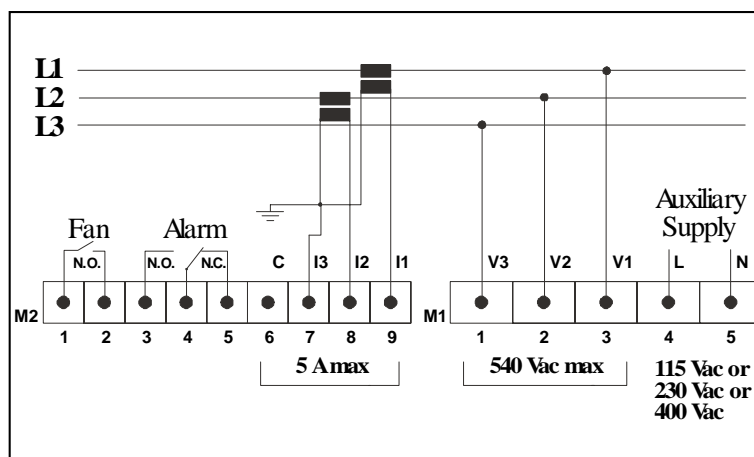 L1
L2
L3
Fan
Alarm
Auxiliary
Supply
N.O.
N.O.
N.C.
C
I3
I2
I1
V3
V2
V1
L
N
M2
M1
1
2
3
4
5
6
7
8
9
1
2
3
4
5
5 A max
540 Vac max
115 Vac or
230 Vac or
400 Vac